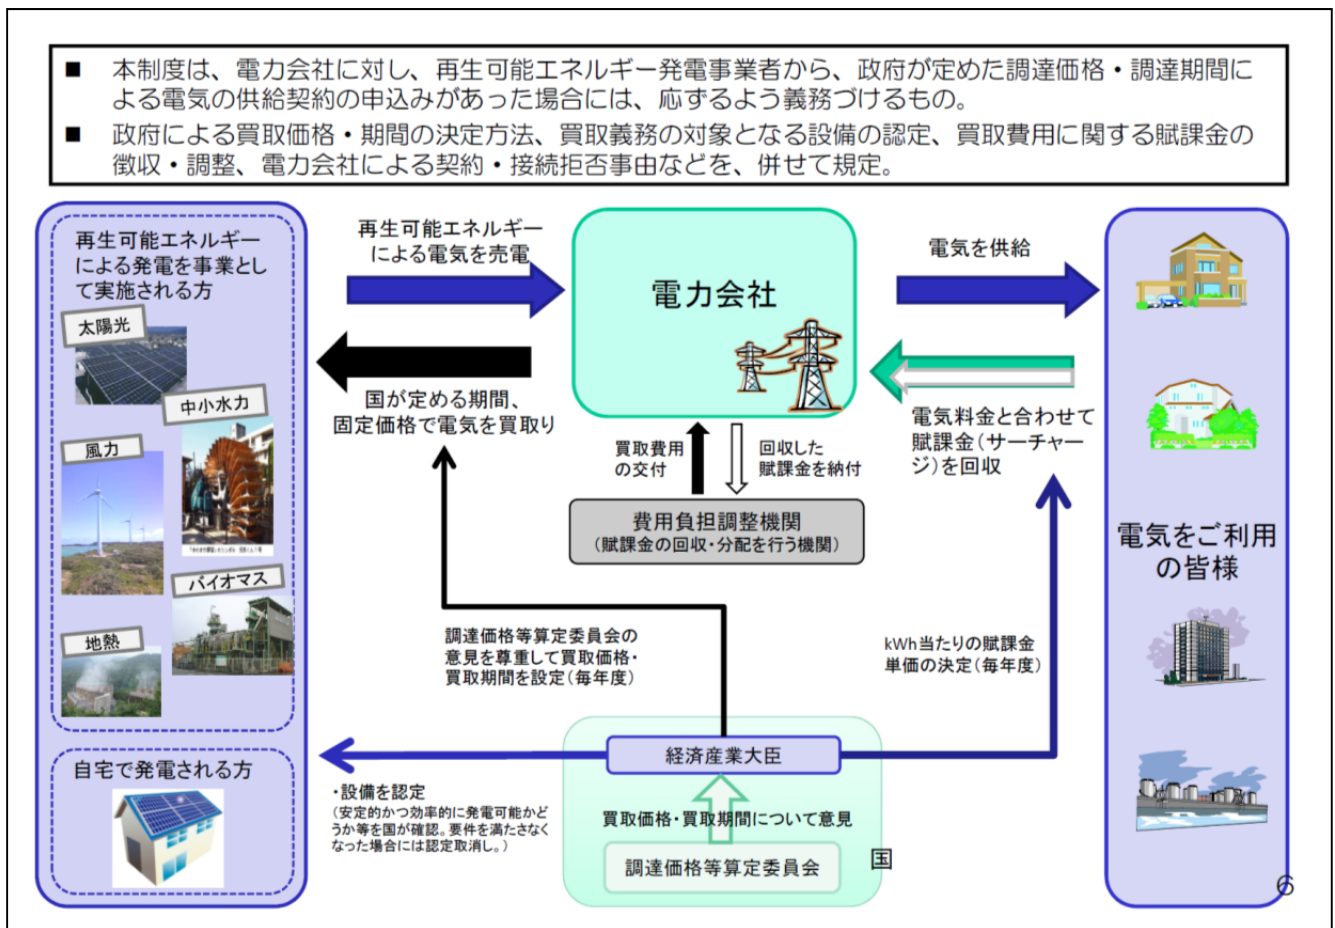 ■ 本制度は、電力会社に対し、再生可能エネルギー発電事業者から、政府が定めた調達価格・調達期間に
よる電気の供給契約の申込みがあった場合には、応ずるよう義務づけるもの。
■ 政府による買取価格・期間の決定方法、買取義務の対象となる設備の認定、買取費用に関する賦課金の
徴収・調整、電力会社による契約・接続拒否事由などを、併せて規定。
再生可能エネルギー
による発電を事業とし
て実施される方
太陽光
中小水力
風力
バイオマス
地熱
自宅で発電される方
再生可能エネルギー
による電気を売電
国が定める期間、
固定価格で電気を買取り
電力会社
買取費用
の交付
回収した
賦課金を納付
費用負担調整機関
(賦課金の回収・分配を行う機関)
電気を供給
電気料金と合わせて
賦課金(サーチャー
ジ)を回収
電気をご利用
の皆様
調達価格等算定委員会の
意見を尊重して買取価格・
買取期間を設定(毎年度)
kWh当たりの賦課金
単価の決定(毎年度)
経済産業大臣
・設備を認定
(安定的かつ効率的に発電可能かど
うか等を国が確認。要件を満たさなく
なった場合には認定取消し。)
買取価格・買取期間について意見
調達価格等算定委員会
国
6